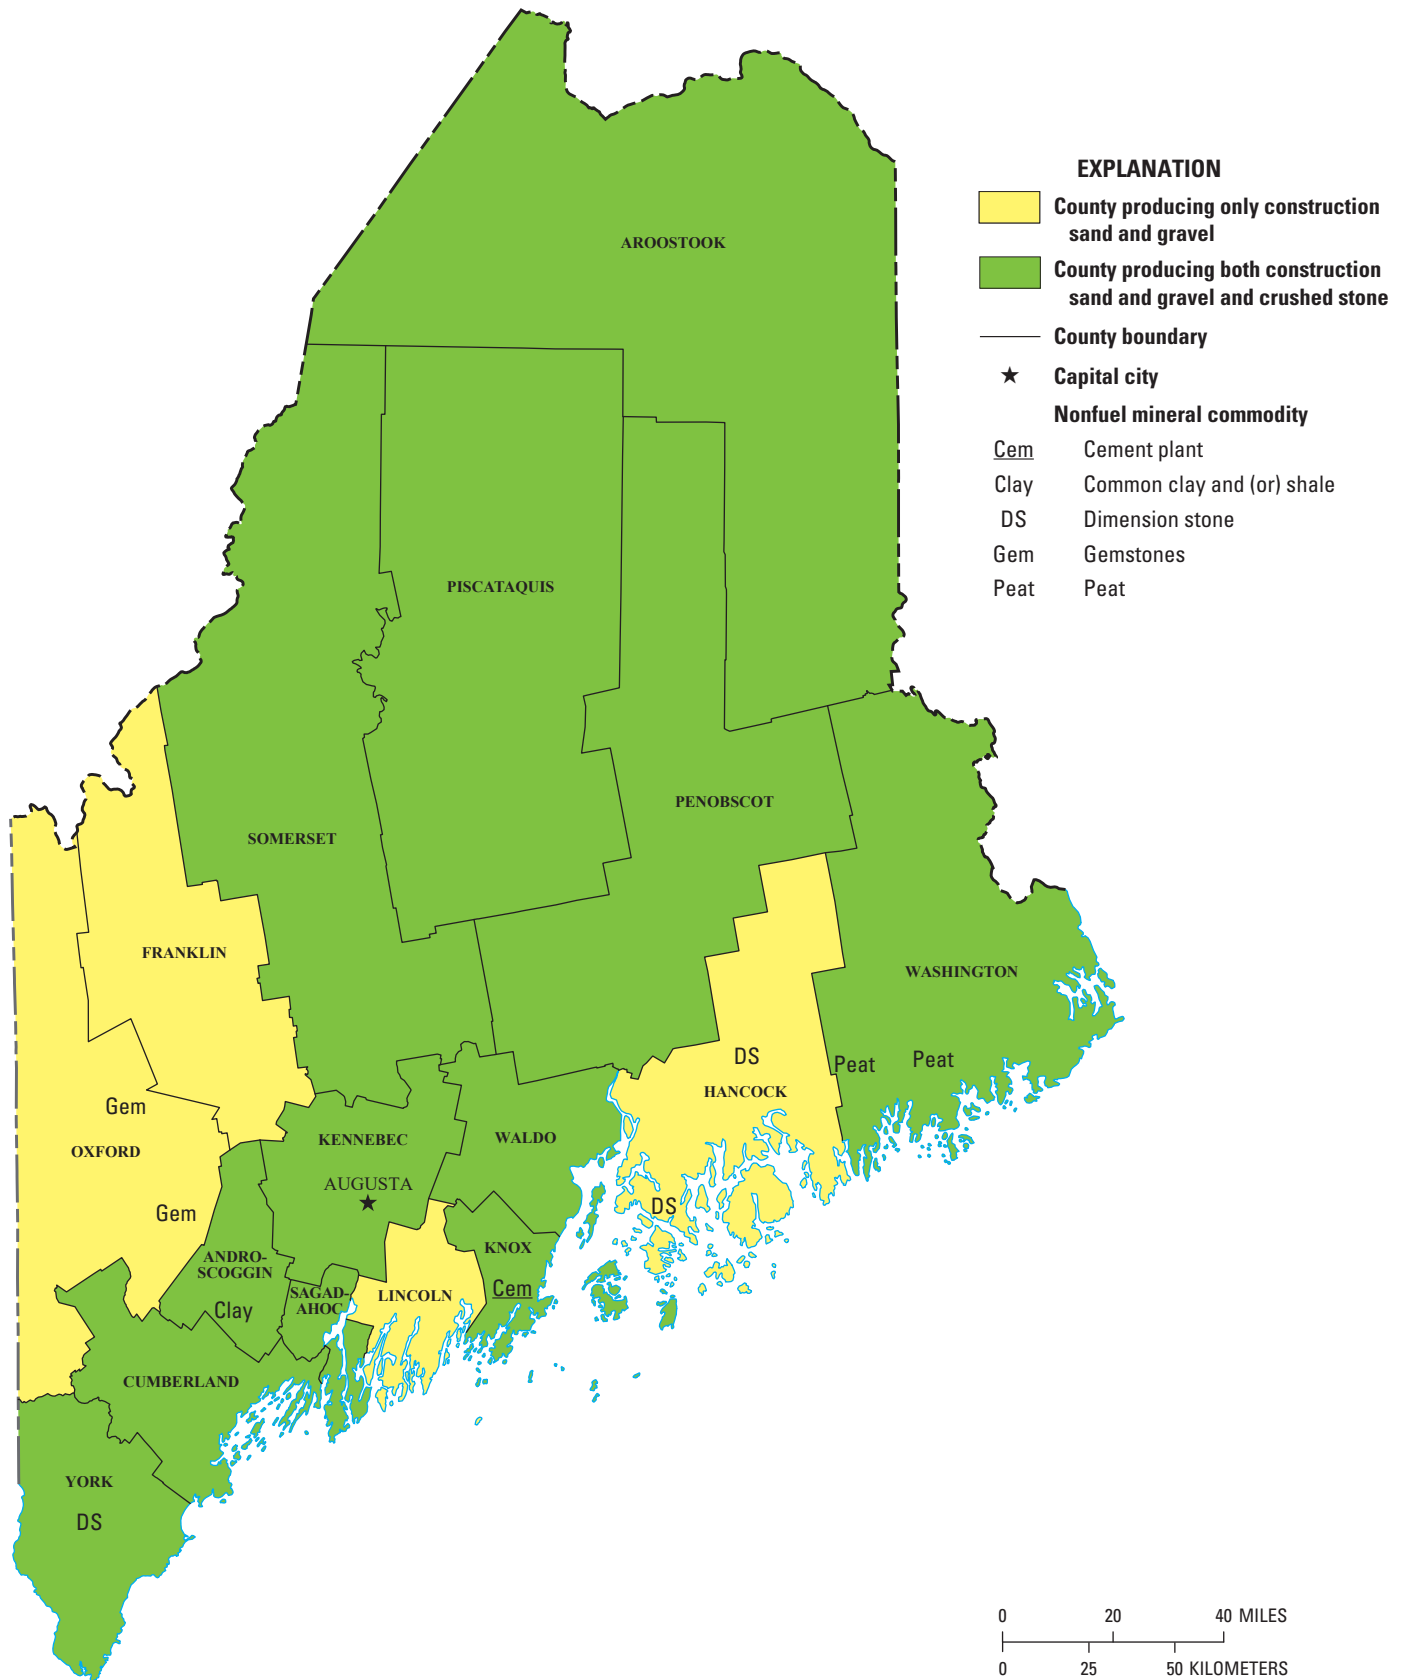 EXPLANATION
County producing only construction
sand and gravel
County producing both construction
sand and gravel and crushed stone
County boundary
★ Capital city
Nonfuel mineral commodity
Cem Cement plant
Clay Common clay and (or) shale
DS Dimension stone
Gem Gemstones
Peat Peat
AROOSTOOK
PISCATAQUIS
PENOBSCOT
SOMERSET
FRANKLIN
WASHINGTON
DS
Peat
Peat
HANCOCK
Gem
KENNEBEC
WALDO
OXFORD
AUGUSTA
★
DS
Gem
KNOX
ANDRO-
SCOGGIN
Cem
SAGAD-
AHOC
LINCOLN
Clay
CUMBERLAND
YORK
DS
0 20 40 MILES
0 25 50 KILOMETERS